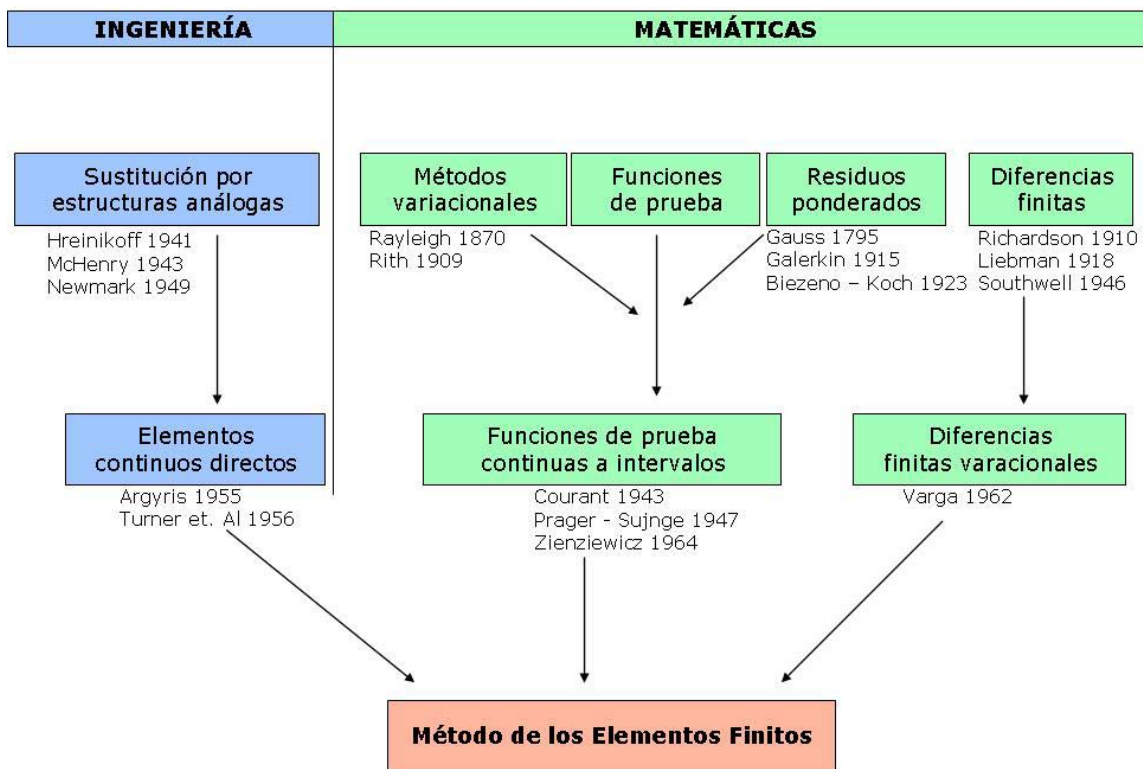 INGENIERÍA
MATEMÁTICAS
Sustitución por
estructuras análogas
Hreinikoff 1941
McHenry 1943
Newmark 1949
Métodos
variacionales
Rayleigh 1870
Rith 1909
Funciones
de prueba
Residuos
ponderados
Gauss 1795
Galerkin 1915
Biezeno – Koch 1923
Diferencias
finitas
Richardson 1910
Liebman 1918
Southwell 1946
Elementos
continuos directos
Argyris 1955
Turner et. Al 1956
Funciones de prueba
continuas a intervalos
Courant 1943
Prager - Sujnge 1947
Zienziewicz 1964
Diferencias
finitas varacionales
Varga 1962
Método de los Elementos Finitos